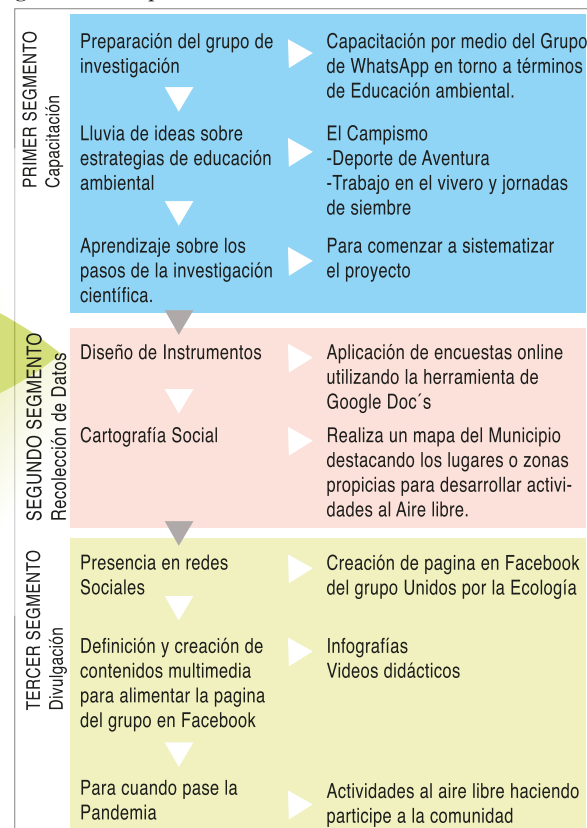 PRIMER SEGMENTO
Capacitación
Preparación del grupo de
investigación
Capacitación por medio del Grupo
de WhatsApp en torno a términos
de Educación ambiental.
Lluvia de ideas sobre
estrategias de educación
ambiental
El Campismo
-Deporte de Aventura
-Trabajo en el vivero y jornadas
de siembre
Aprendizaje sobre los
pasos de la investigación
científica.
Para comenzar a sistematizar
el proyecto
SEGUNDO SEGMENTO
Recolección de Datos
Diseño de Instrumentos
Aplicación de encuestas online
utilizando la herramienta de
Google Doc´s
Cartografía Social
Realiza un mapa del Municipio
destacando los lugares o zonas
propicias para desarrollar activi-
dades al Aire libre.
TERCER SEGMENTO
Divulgación
Presencia en redes
Sociales
Creación de pagina en Facebook
del grupo Unidos por la Ecología
Definición y creación de
contenidos multimedia
para alimentar la pagina
del grupo en Facebook
Infografías
Videos didácticos
Para cuando pase la
Pandemia
Actividades al aire libre haciendo
participe a la comunidad